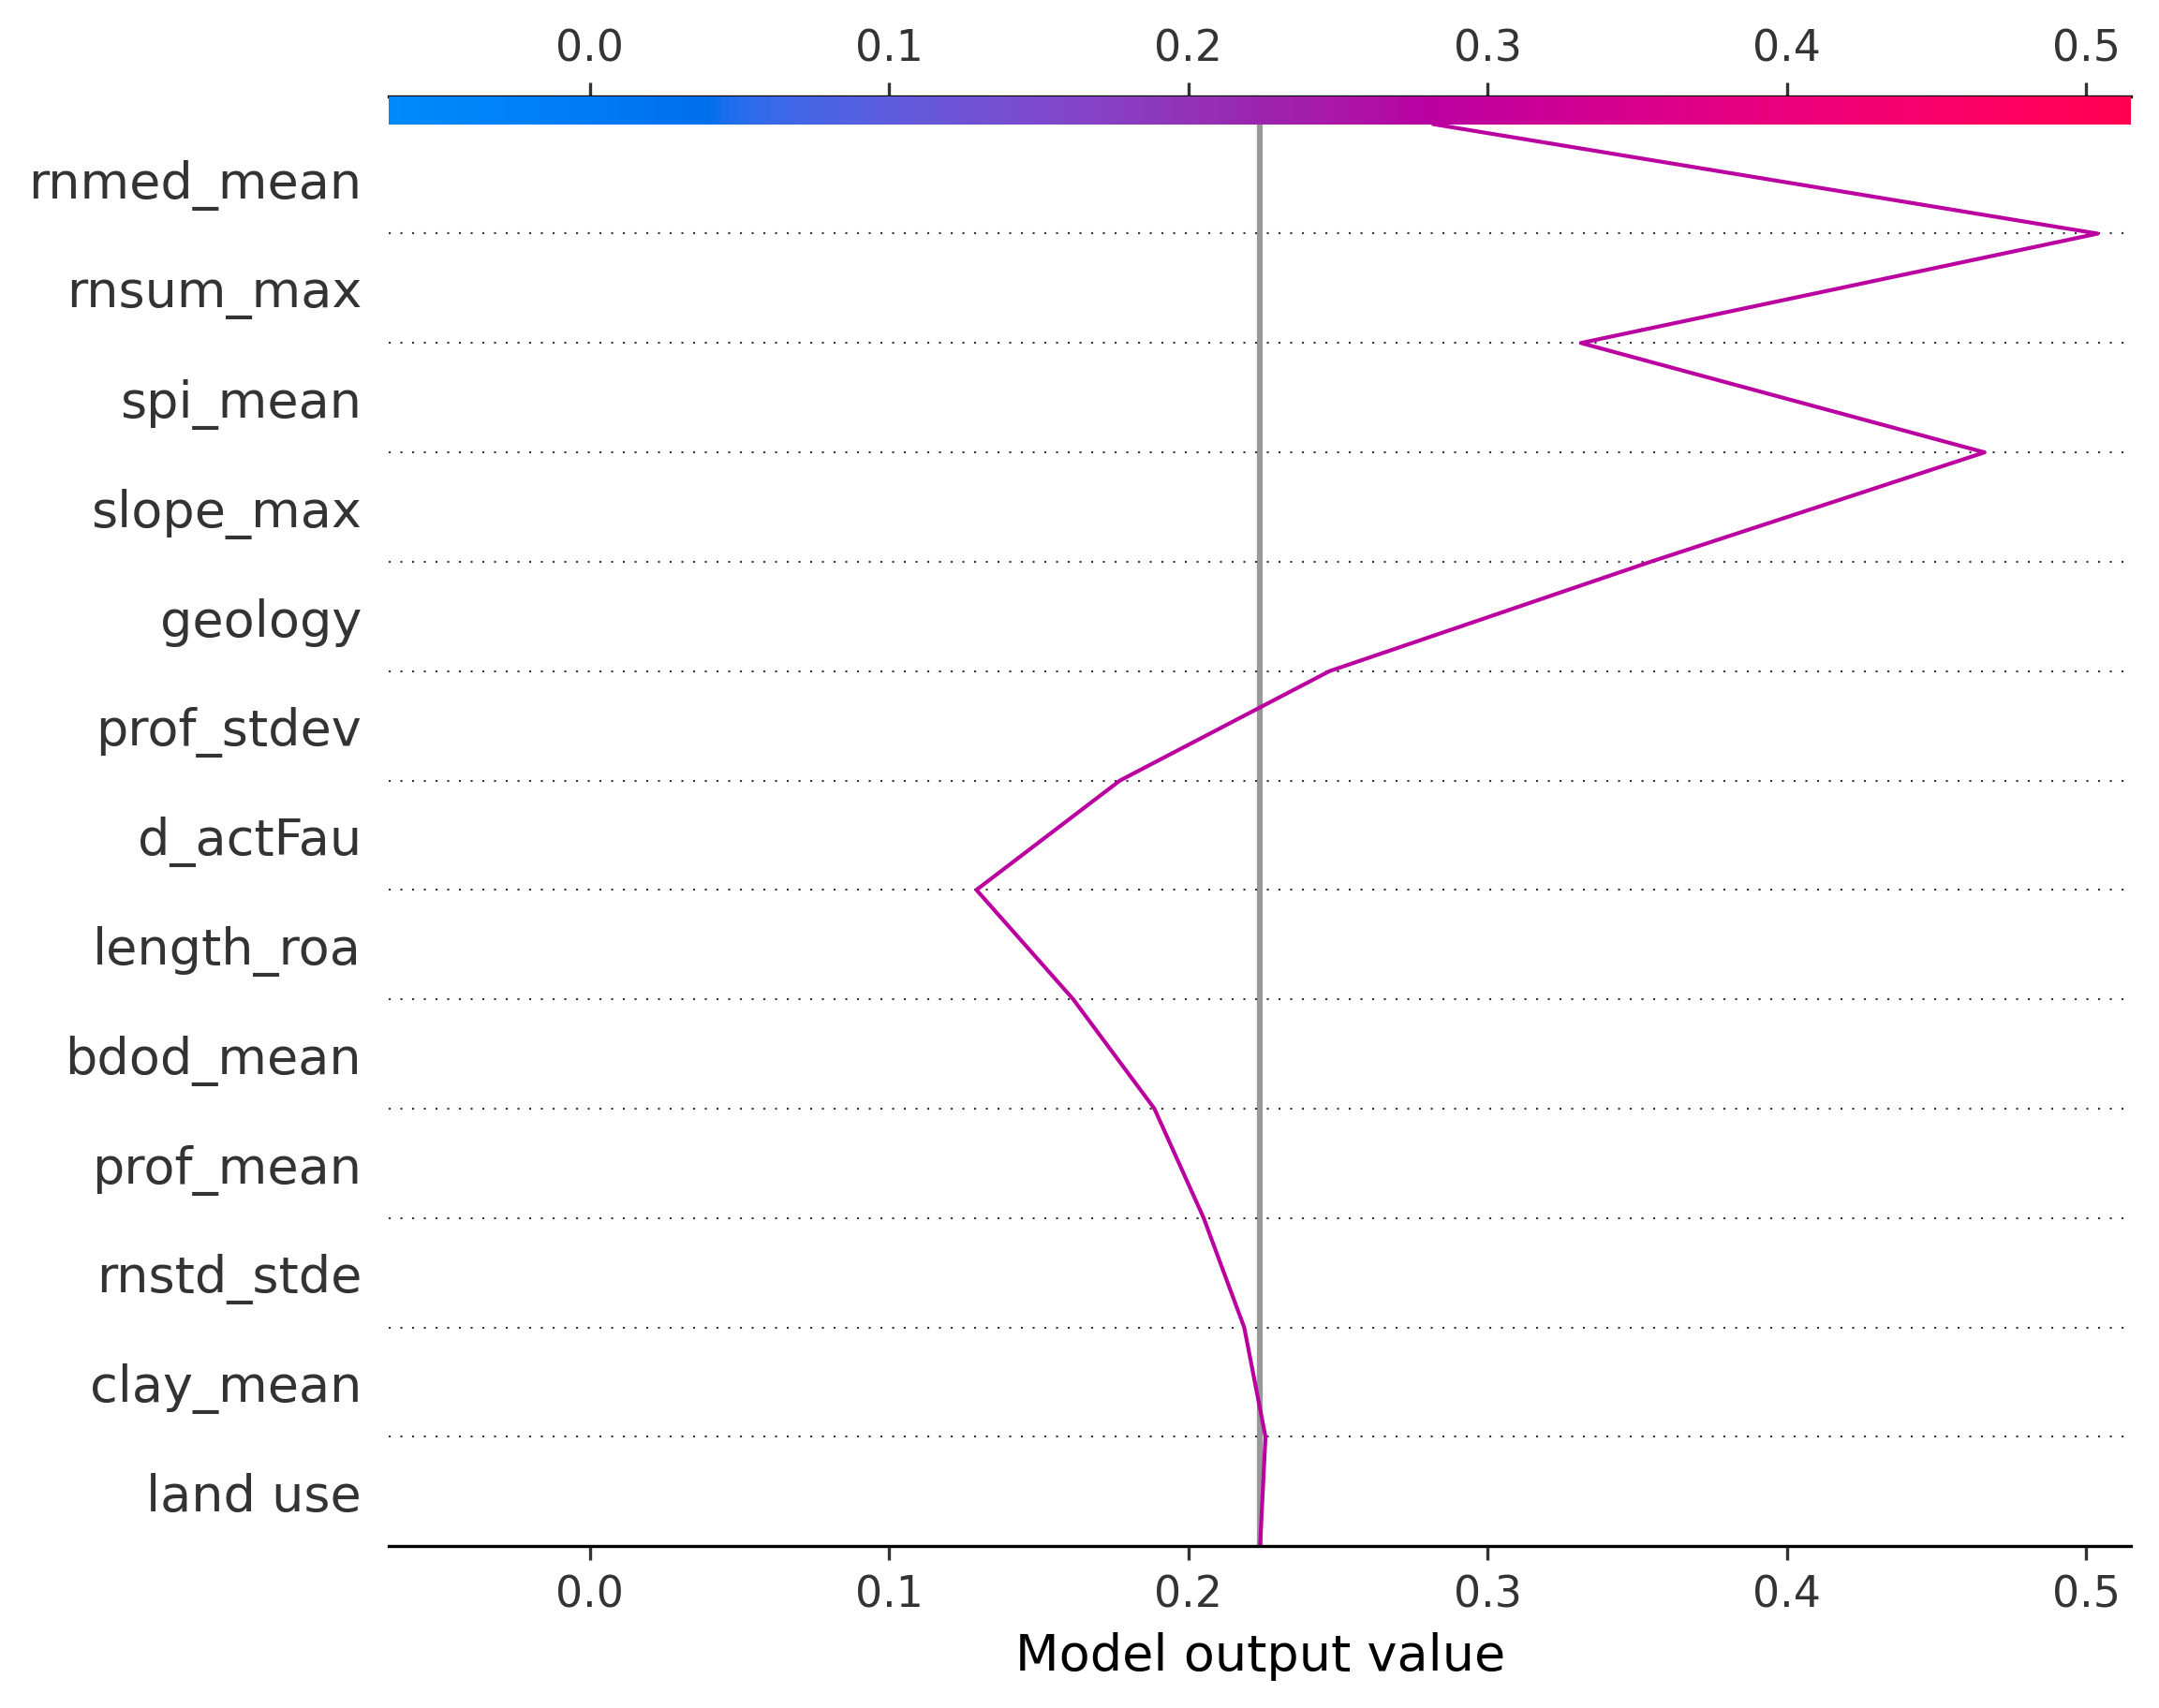 0.0 0.1 0.2 0.3 0.4 0.5
rnmed_mean
rnsum_max
spi_mean
slope_max
geology
prof_stdev
d_actFau
length_roa
bdod_mean
prof_mean
rnstd_stde
clay_mean
land use
0.0 0.1 0.2 0.3 0.4 0.5
Model output value